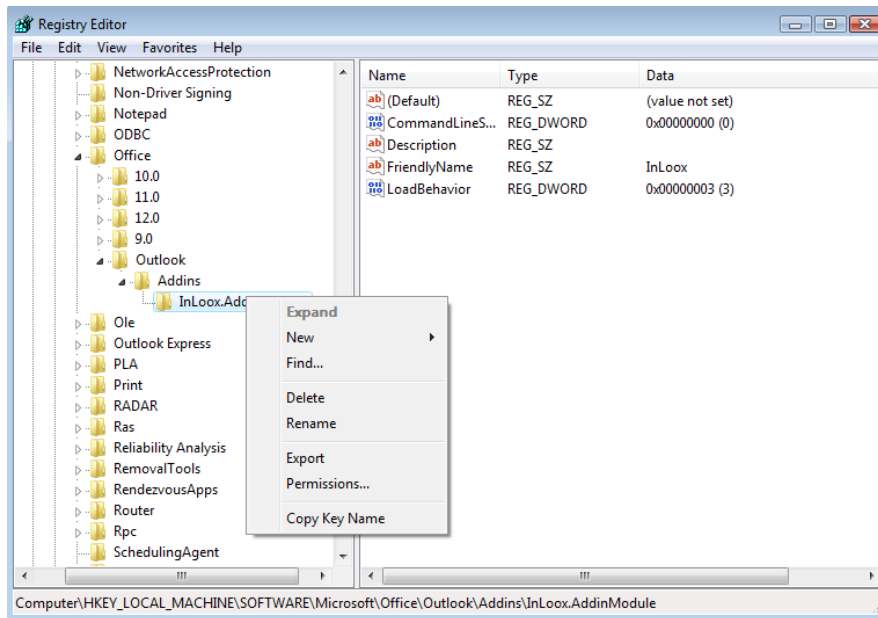 Registry Editor
File Edit View Favorites Help
NetworkAccessProtection
Non-Driver Signing
Notepad
ODBC
Office
10.0
11.0
12.0
9.0
Outlook
Addins
InLoox.Add
Ole
Outlook Express
PLA
Print
RADAR
Ras
Reliability Analysis
RemovalTools
RendezvousApps
Router
Rpc
SchedulingAgent
Name Type Data
(Default) REG_SZ (value not set)
CommandLineS... REG_DWORD 0x00000000 (0)
Description REG_SZ
FriendlyName REG_SZ InLoox
LoadBehavior REG_DWORD 0x00000003 (3)
Expand
New
Find...
Delete
Rename
Export
Permissions...
Copy Key Name
Computer\HKEY_LOCAL_MACHINE\SOFTWARE\Microsoft\Office\Outlook\Addins\InLoox.AddinModule